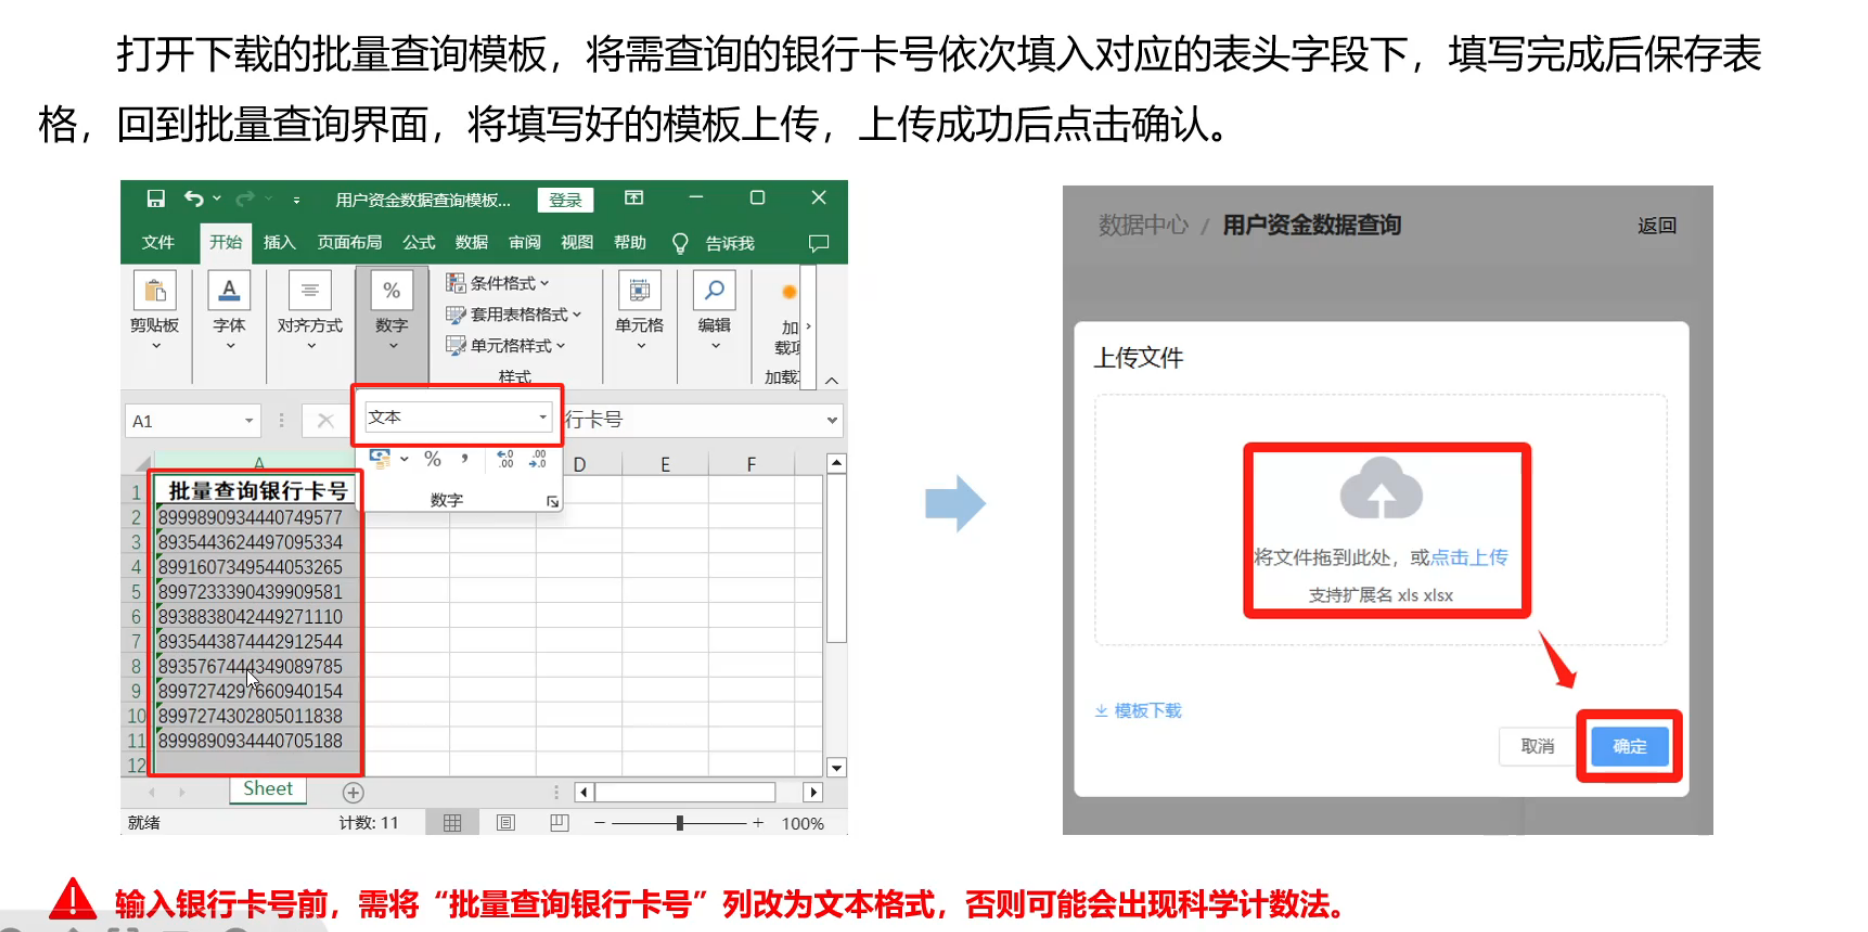 打开下载的批量查询模板，将需查询的银行卡号依次填入对应的表头字段下，填写完成后保存表
格，回到批量查询界面，将填写好的模板上传，上传成功后点击确认。
用户资金数据查询模板... 登录
文件 开始 插入 页面布局 公式 数据 审阅 视图 帮助 告诉我
剪贴板 字体 对齐方式 % 数字 条件格式 套用表格格式 单元格样式 样式 单元格 编辑 加载项 加载
A1 文本 行卡号
% , .00 .00 .0
数字
A D E F
1 批量查询银行卡号
2 8999890934440749577
3 8935443624497095334
4 8991607349544053265
5 8997233390439909581
6 8938838042449271110
7 8935443874442912544
8 8935767444349089785
9 8997274297660940154
10 8997274302805011838
11 8999890934440705188
12
Sheet
就绪 计数: 11 100%
数据中心 / 用户资金数据查询 返回
上传文件
将文件拖到此处，或点击上传
支持扩展名 xls xlsx
模板下载
取消 确定
输入银行卡号前，需将“批量查询银行卡号”列改为文本格式，否则可能会出现科学计数法。